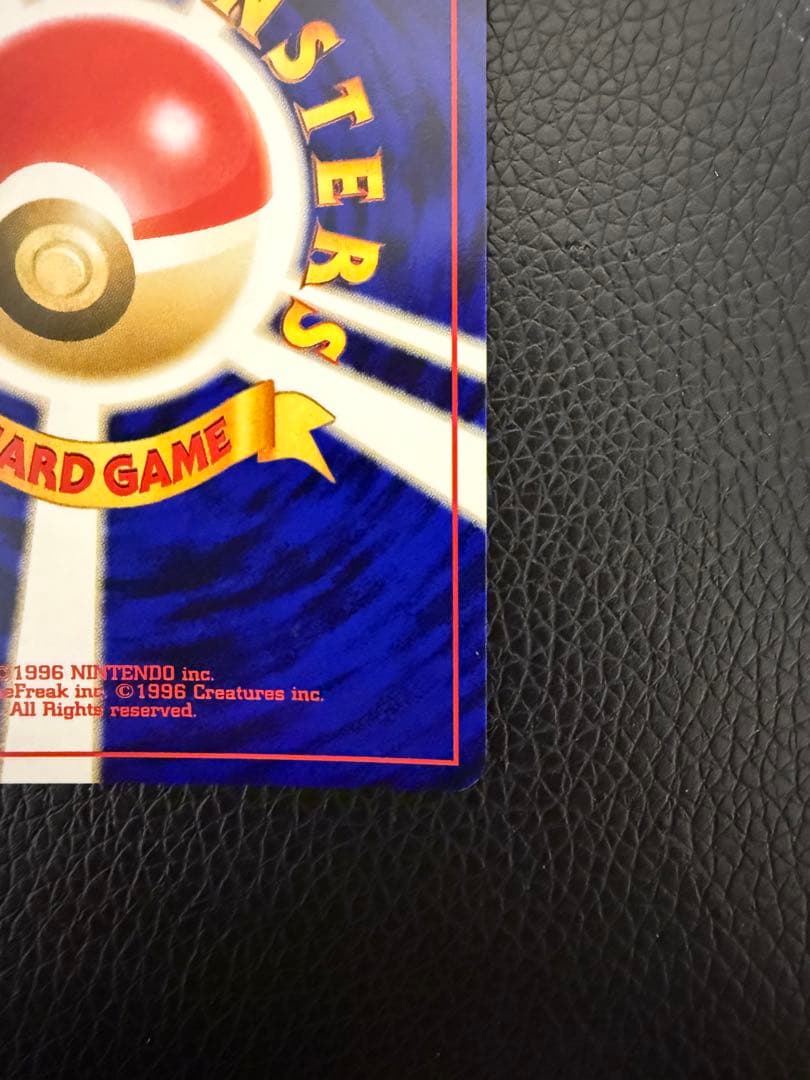 NSTERS
ARD GAME
©1996 NINTENDO inc.
eFreak inc. ©1996 Creatures inc.
All Rights reserved.